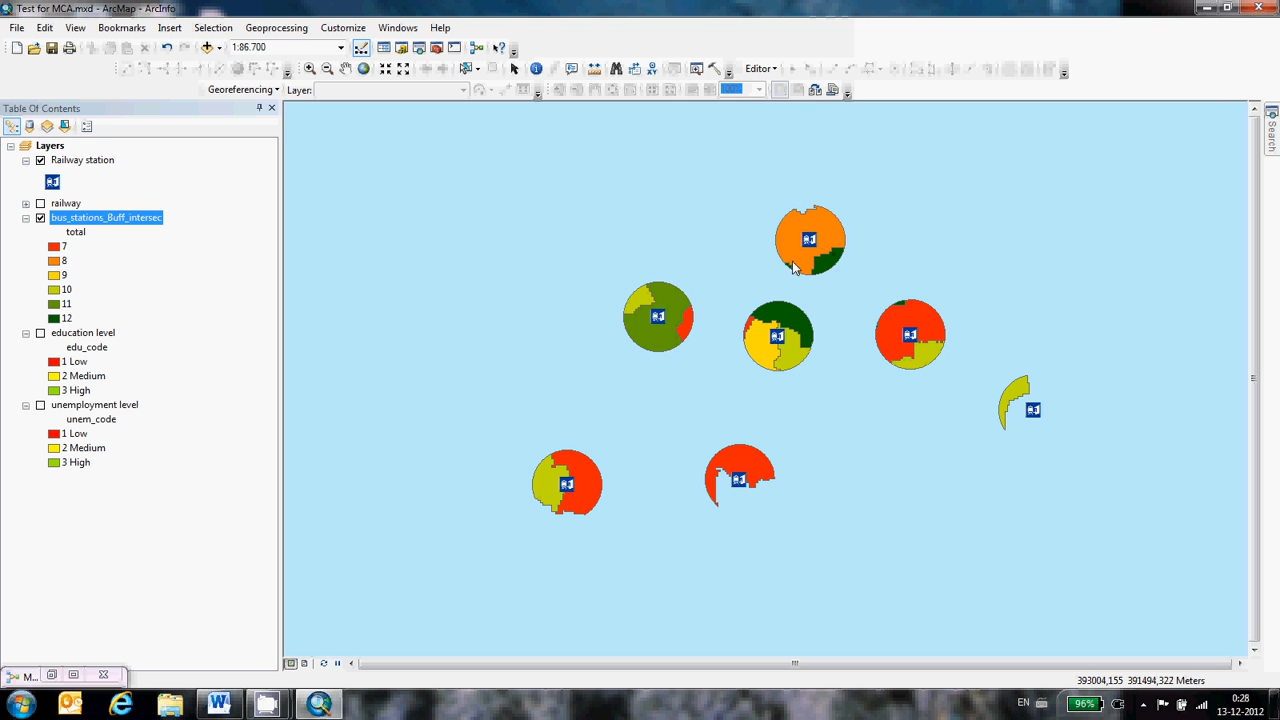 Test for MCA.mxd - ArcMap - ArcInfo
File Edit View Bookmarks Insert Selection Geoprocessing Customize Windows Help
1:86.700
Editor
Georeferencing Layer:
Table Of Contents
Layers
Railway station
railway
bus_stations_Buff_intersec
total
7
8
9
10
11
12
education level
edu_code
1 Low
2 Medium
3 High
unemployment level
unem_code
1 Low
2 Medium
3 High
Search
M...
393004,155 391494,322 Meters
EN 96% 0:28
13-12-2012